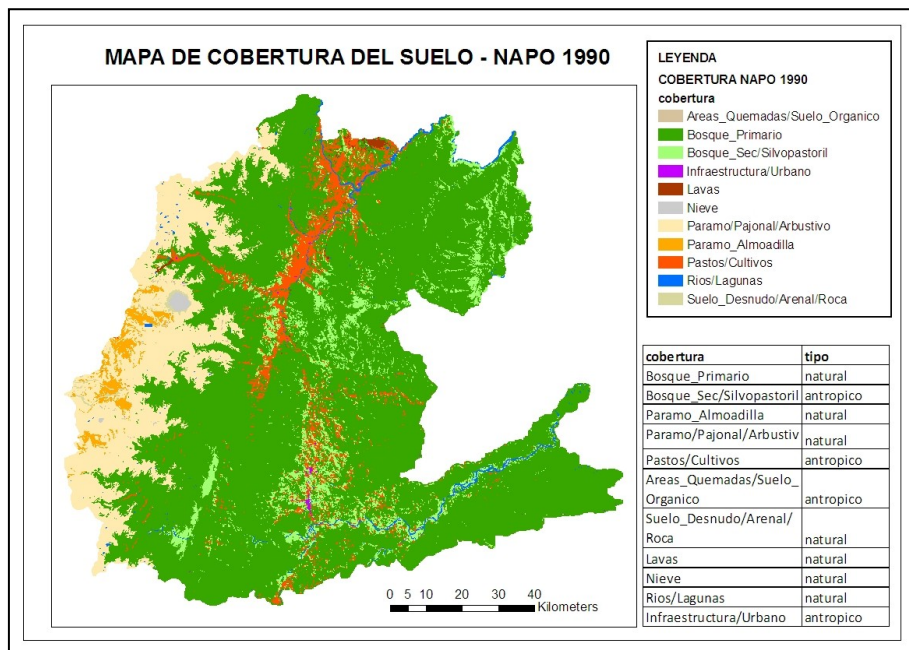 MAPA DE COBERTURA DEL SUELO - NAPO 1990
LEYENDA
COBERTURA NAPO 1990
cobertura
Areas_Quemadas/Suelo_Organico
Bosque_Primario
Bosque_Sec/Silvopastoril
Infraestructura/Urbano
Lavas
Nieve
Paramo/Pajonal/Arbustivo
Paramo_Almoadilla
Pastos/Cultivos
Rios/Lagunas
Suelo_Desnudo/Arenal/Roca
cobertura tipo
Bosque_Primario natural
Bosque_Sec/Silvopastoril antropico
Paramo_Almoadilla natural
Paramo/Pajonal/Arbustiv natural
Pastos/Cultivos antropico
Areas_Quemadas/Suelo_
Organico antropico
Suelo_Desnudo/Arenal/
Roca natural
Lavas natural
Nieve natural
Rios/Lagunas natural
Infraestructura/Urbano antropico
0 5 10 20 30 40
Kilometers